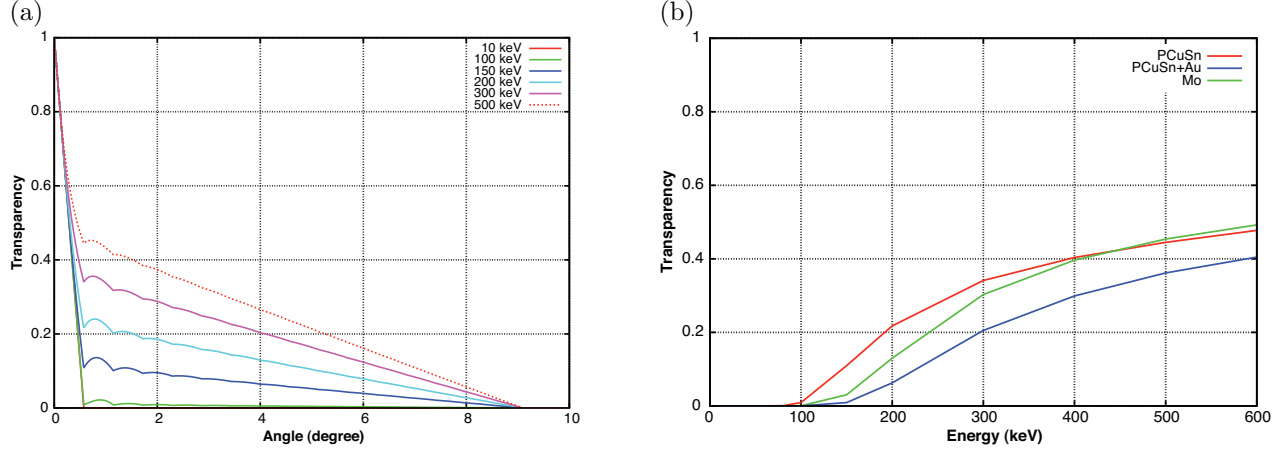 (a)
1
0.8
0.6
0.4
0.2
0
Transparency
10 keV
100 keV
150 keV
200 keV
300 keV
500 keV
0 2 4 6 8 10
Angle (degree)
(b)
1
0.8
0.6
0.4
0.2
0
Transparency
PCuSn
PCuSn+Au
Mo
0 100 200 300 400 500 600
Energy (keV)